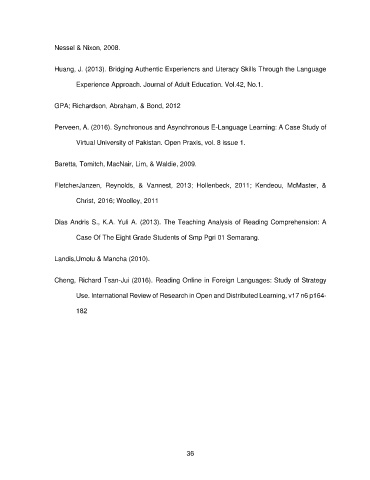 Nessel & Nixon, 2008.
Huang, J. (2013). Bridging Authentic Experiencrs and Literacy Skills Through the Language
Experience Approach. Journal of Adult Education. Vol.42, No.1.
GPA; Richardson, Abraham, & Bond, 2012
Perveen, A. (2016). Synchronous and Asynchronous E-Language Learning: A Case Study of
Virtual University of Pakistan. Open Praxis, vol. 8 issue 1.
Baretta, Tomitch, MacNair, Lim, & Waldie, 2009.
FletcherJanzen, Reynolds, & Vannest, 2013; Hollenbeck, 2011; Kendeou, McMaster, &
Christ, 2016; Woolley, 2011
Dias Andris S., K.A. Yuli A. (2013). The Teaching Analysis of Reading Comprehension: A
Case Of The Eight Grade Students of Smp Pgri 01 Semarang.
Landis,Umolu & Mancha (2010).
Cheng, Richard Tsan-Jui (2016). Reading Online in Foreign Languages: Study of Strategy
Use. International Review of Research in Open and Distributed Learning, v17 n6 p164-
182
36